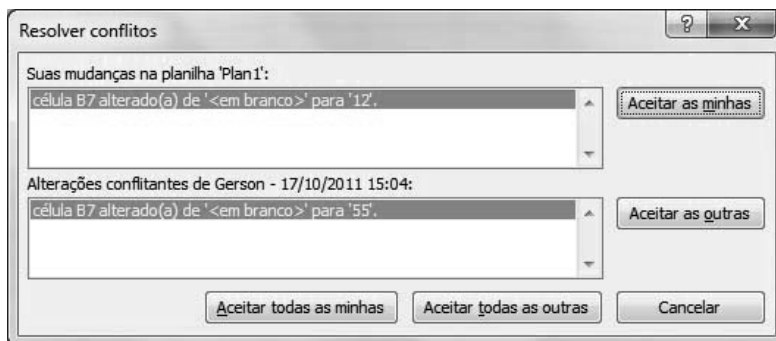 Resolver conflitos
?
Suas mudanças na planilha 'Plan1':
célula B7 alterado(a) de '<em branco>' para '12'.
Aceitar as minhas
Alterações conflitantes de Gerson - 17/10/2011 15:04:
célula B7 alterado(a) de '<em branco>' para '55'.
Aceitar as outras
Aceitar todas as minhas
Aceitar todas as outras
Cancelar